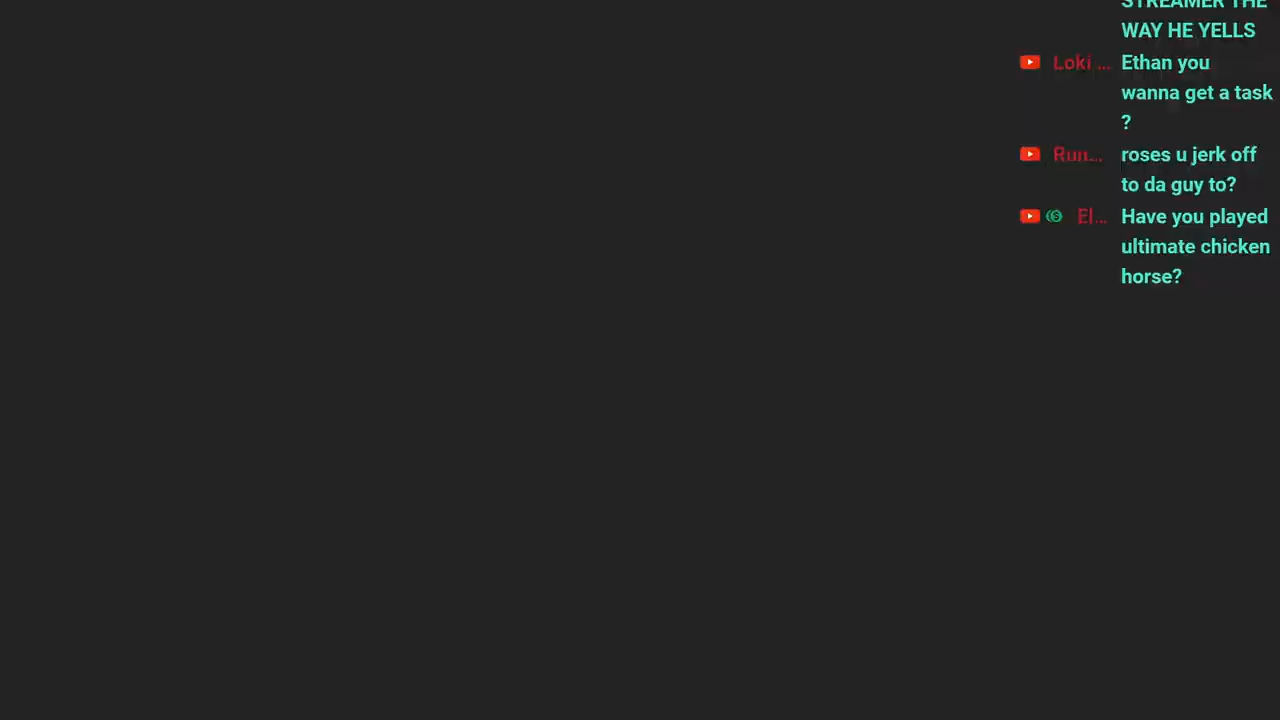 STREAMER THE
WAY HE YELLS
Loki ... Ethan you
wanna get a task
?
Run... roses u jerk off
to da guy to?
El... Have you played
ultimate chicken
horse?